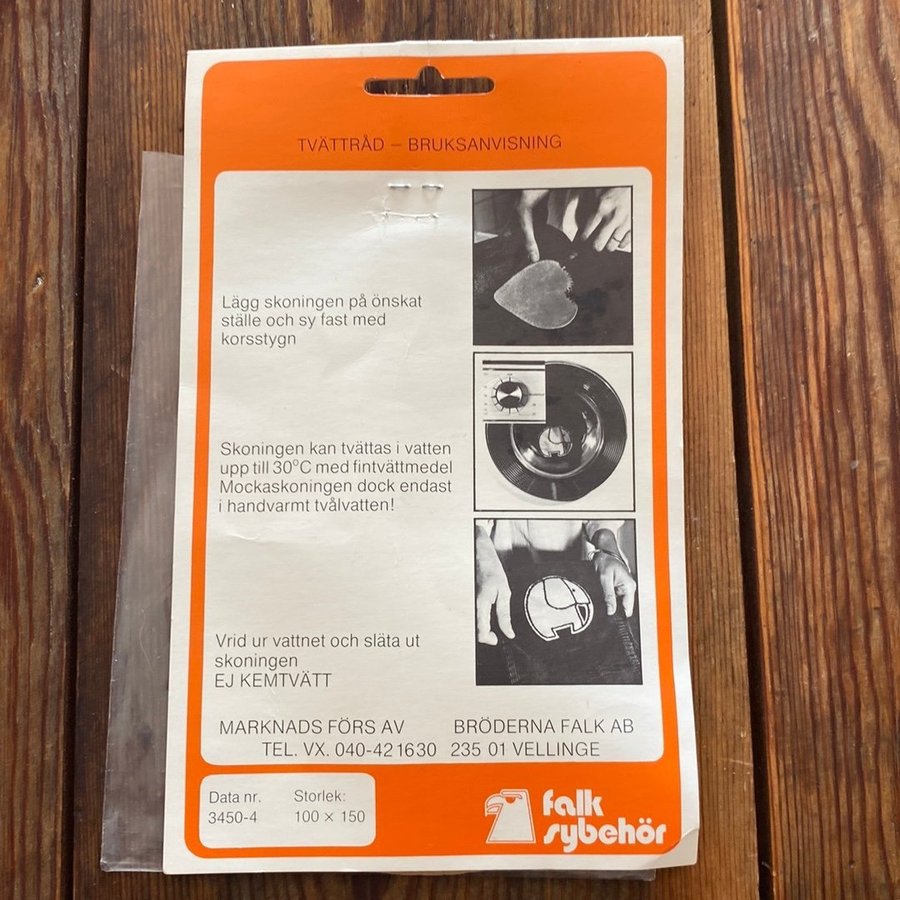 TVÄTTRÅD – BRUKSANVISNING
Lägg skoningen på önskat
ställe och sy fast med
korsstygn
Skoningen kan tvättas i vatten
upp till 30°C med fintvättmedel
Mockaskoningen dock endast
i handvarmt tvålvatten!
Vrid ur vattnet och släta ut
skoningen
EJ KEMTVÄTT
MARKNADS FÖRS AV BRÖDERNA FALK AB
TEL. VX. 040-42 1630 235 01 VELLINGE
Data nr. Storlek:
3450-4 100 × 150
falk
sybehör